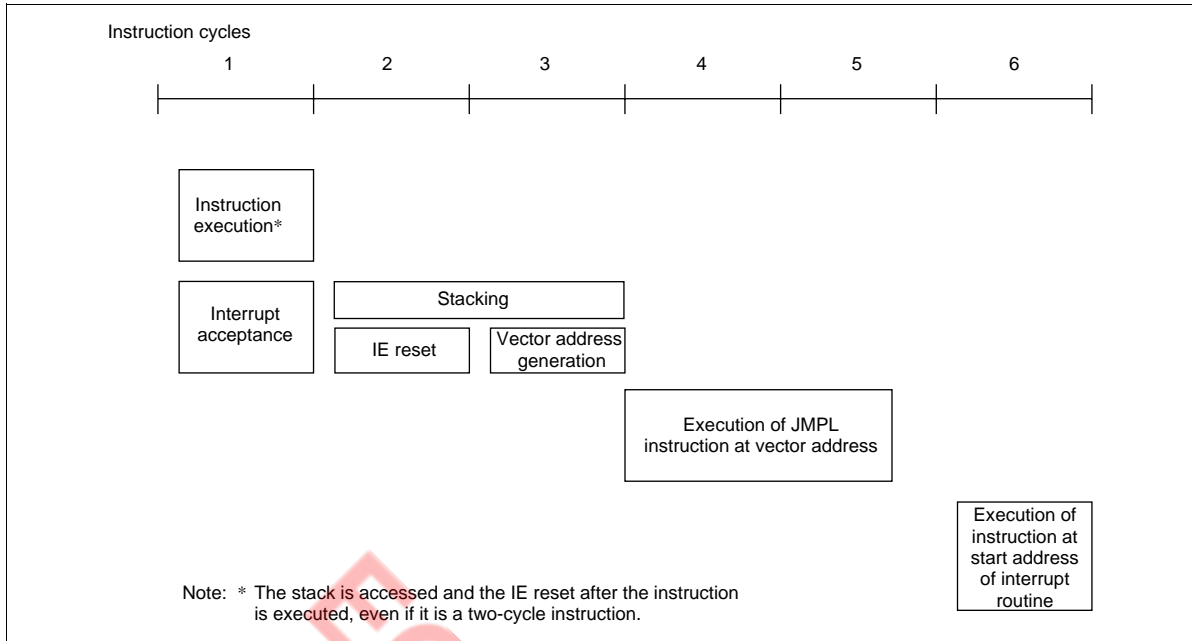 Instruction cycles
1 2 3 4 5 6
Instruction
execution*
Interrupt
acceptance
Stacking
IE reset
Vector address
generation
Execution of JMPL
instruction at vector address
Execution of
instruction at
start address
of interrupt
routine
Note: * The stack is accessed and the IE reset after the instruction
is executed, even if it is a two-cycle instruction.